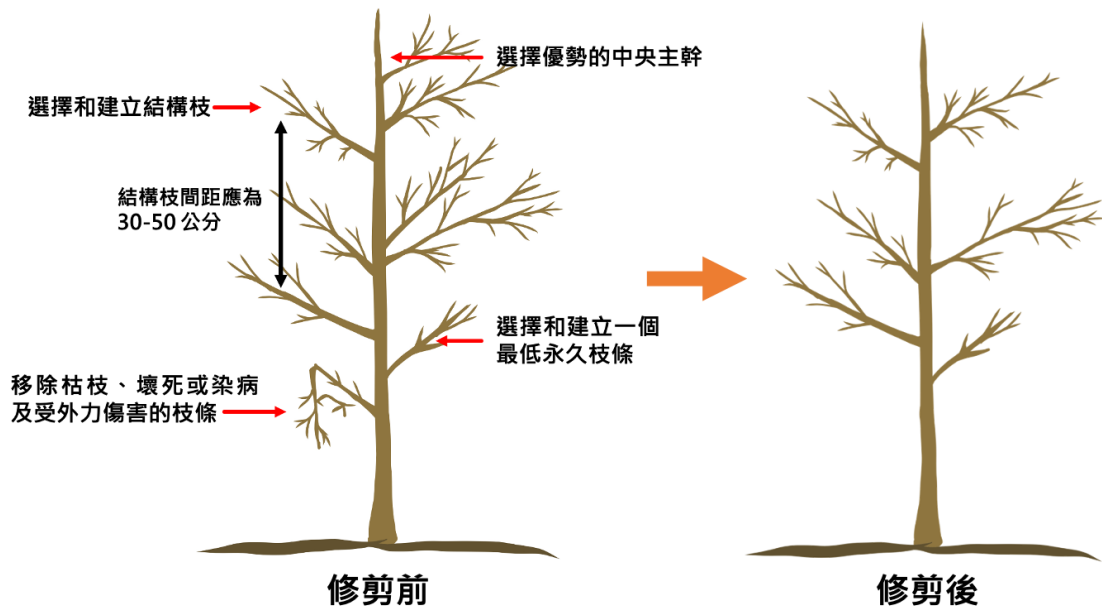 選擇優勢的中央主幹
選擇和建立結構枝
結構枝間距應為
30-50 公分
選擇和建立一個
最低永久枝條
移除枯枝、壞死或染病
及受外力傷害的枝條
修剪前
修剪後